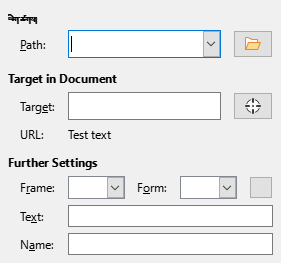 Path:
Target in Document
Target:
URL: Test text
Further Settings
Frame: Form:
Text:
Name: